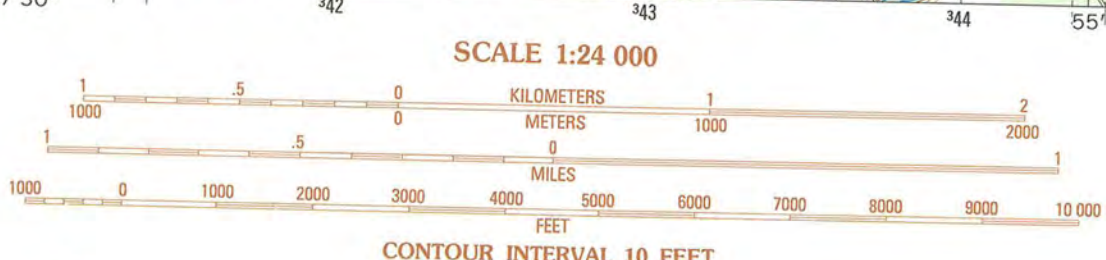 ³42 ³43 ³44 55'
SCALE 1:24 000
1 .5 0 KILOMETERS 1 2
1000 0 METERS 1000 2000
1 .5 0 1
MILES
1000 0 1000 2000 3000 4000 5000 6000 7000 8000 9000 10 000
FEET
CONTOUR INTERVAL 10 FEET